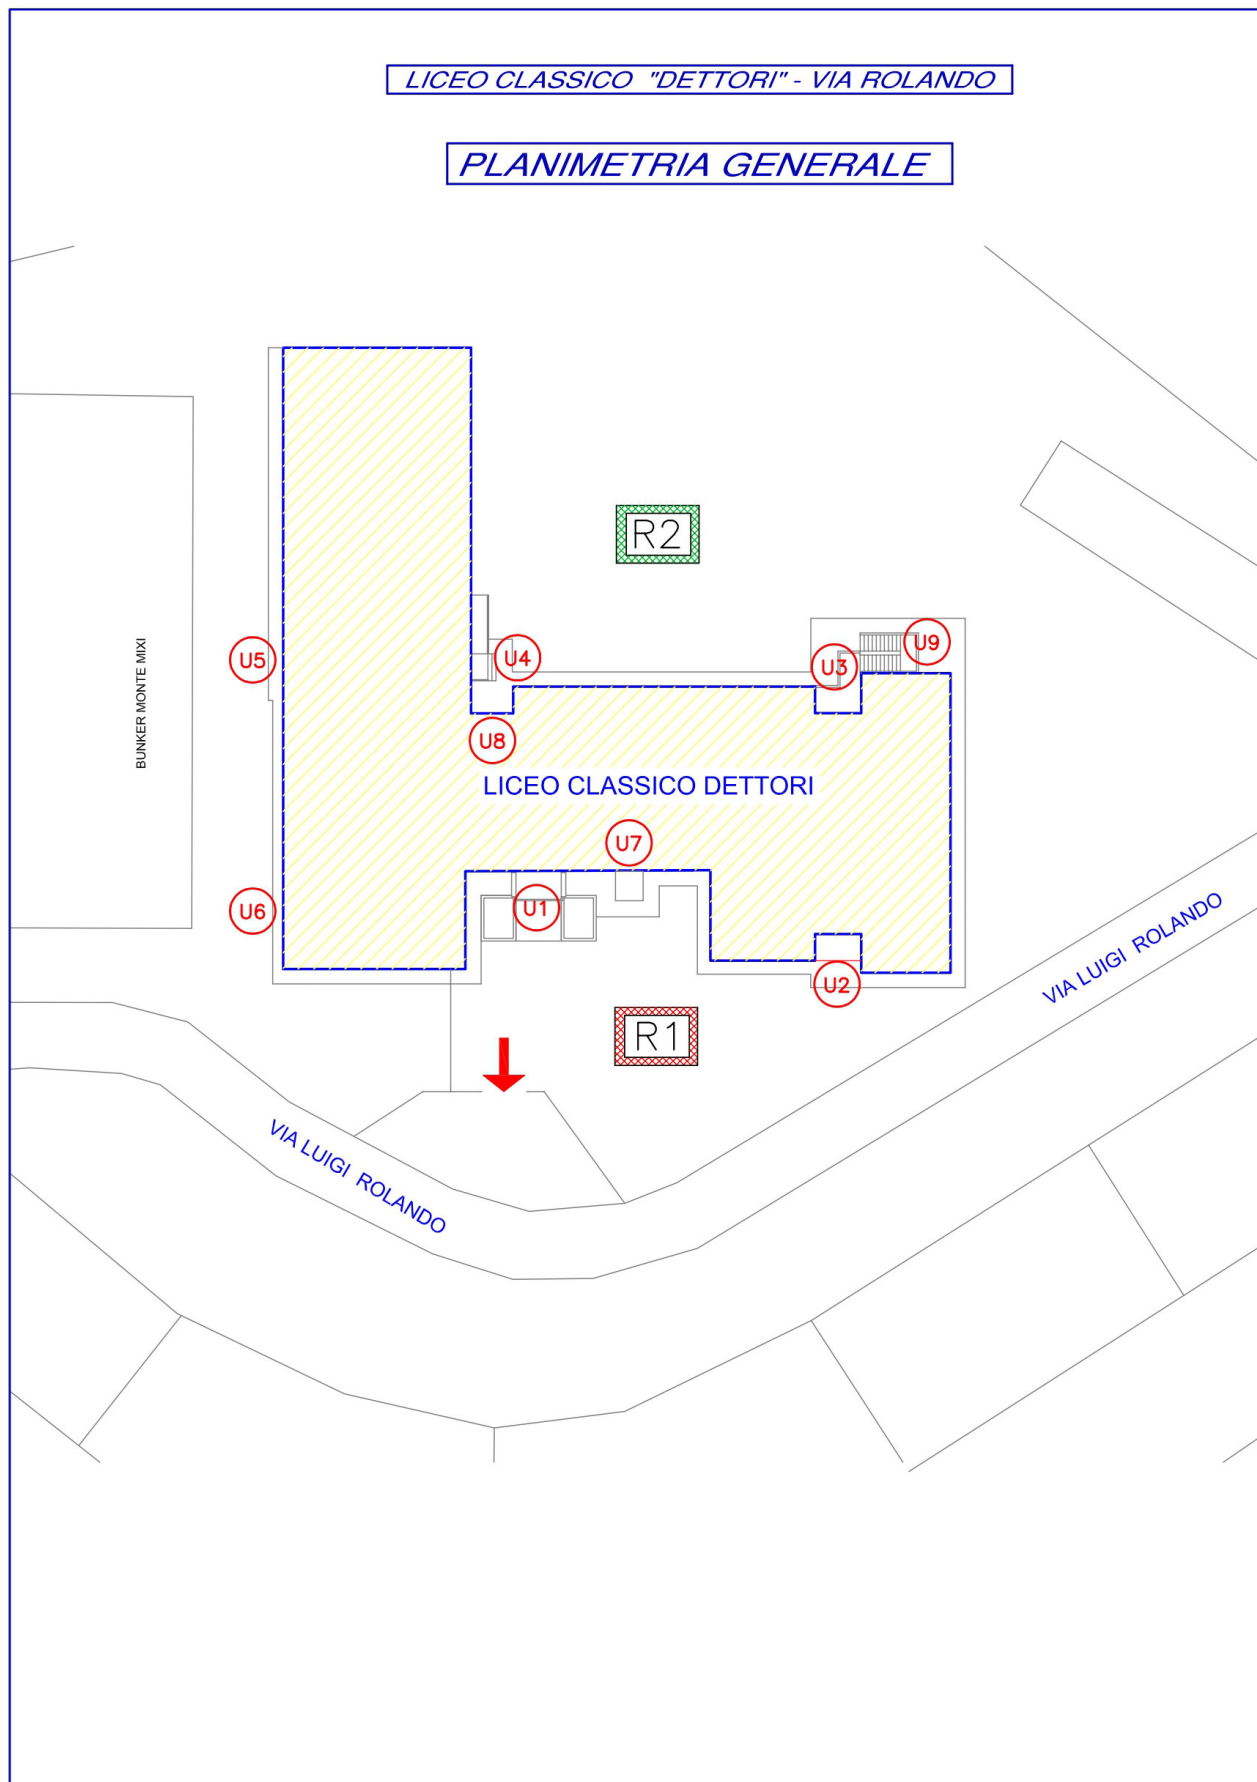 LICEO CLASSICO "DETTORI" - VIA ROLANDO
PLANIMETRIA GENERALE
R2
U9
U4
U3
U5
BUNKER MONTE MIXI
U8
LICEO CLASSICO DETTORI
U7
U1
U6
VIA LUIGI ROLANDO
U2
R1
VIA LUIGI ROLANDO